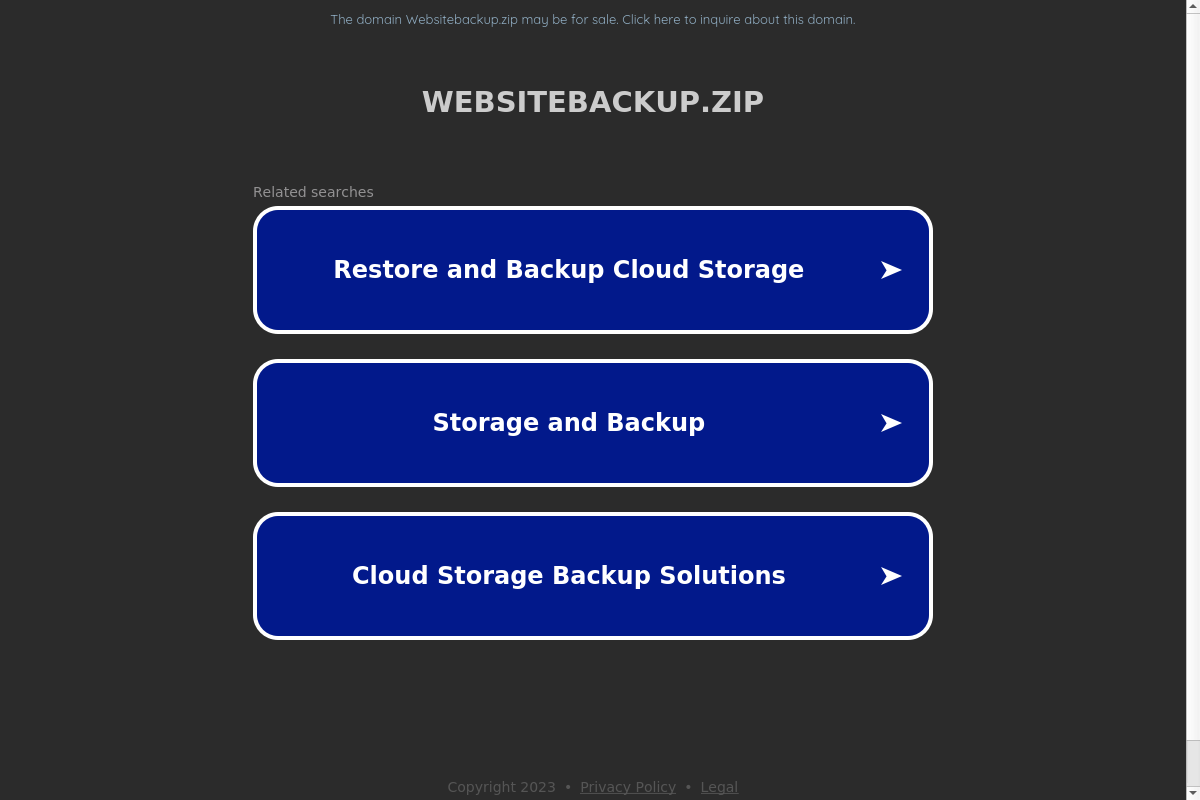 The domain Websitebackup.zip may be for sale. Click here to inquire about this domain.
WEBSITEBACKUP.ZIP
Related searches
Restore and Backup Cloud Storage
Storage and Backup
Cloud Storage Backup Solutions
Copyright 2023 • Privacy Policy • Legal